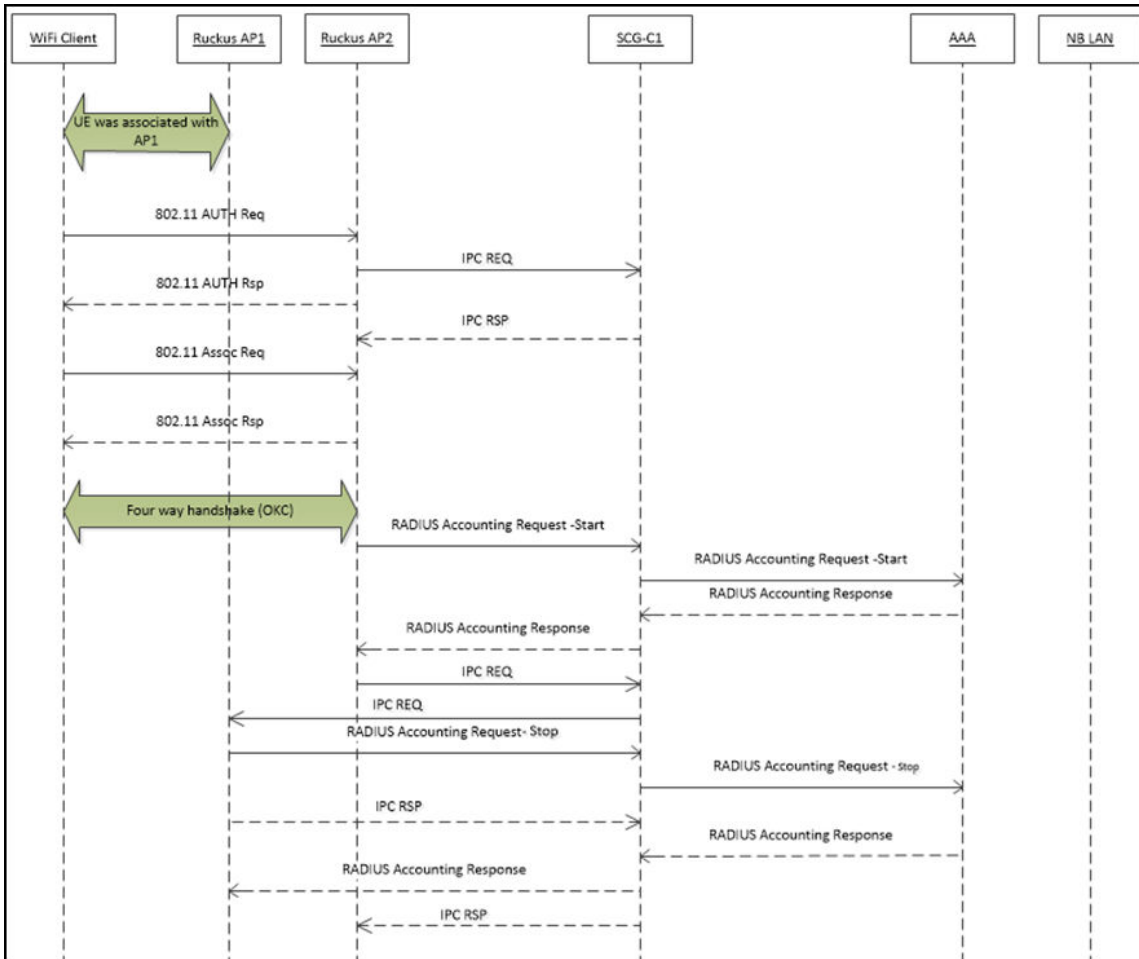 WiFi Client
Ruckus AP1
Ruckus AP2
SCG-C1
AAA
NB LAN
UE was associated with
AP1
802.11 AUTH Req
IPC REQ
802.11 AUTH Rsp
IPC RSP
802.11 Assoc Req
802.11 Assoc Rsp
Four way handshake (OKC)
RADIUS Accounting Request -Start
RADIUS Accounting Request -Start
RADIUS Accounting Response
RADIUS Accounting Response
IPC REQ
IPC REQ
RADIUS Accounting Request- Stop
RADIUS Accounting Request - Stop
IPC RSP
RADIUS Accounting Response
RADIUS Accounting Response
IPC RSP